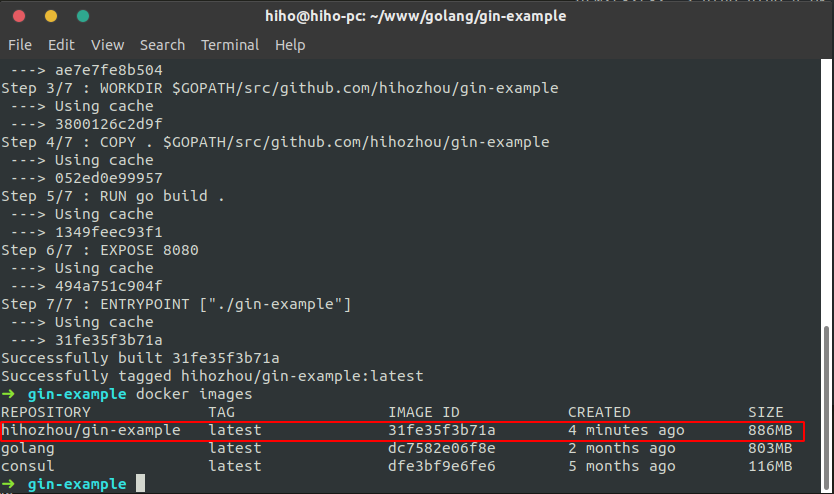 hiho@hiho-pc: ~/www/golang/gin-example
File Edit View Search Terminal Help
---> ae7e7fe8b504
Step 3/7 : WORKDIR $GOPATH/src/github.com/hihozhou/gin-example
---> Using cache
---> 3800126c2d9f
Step 4/7 : COPY . $GOPATH/src/github.com/hihozhou/gin-example
---> Using cache
---> 052ed0e99957
Step 5/7 : RUN go build .
---> Using cache
---> 1349feec93f1
Step 6/7 : EXPOSE 8080
---> Using cache
---> 494a751c904f
Step 7/7 : ENTRYPOINT ["./gin-example"]
---> Using cache
---> 31fe35f3b71a
Successfully built 31fe35f3b71a
Successfully tagged hihozhou/gin-example:latest
➜ gin-example docker images
REPOSITORY TAG IMAGE ID CREATED SIZE
hihozhou/gin-example latest 31fe35f3b71a 4 minutes ago 886MB
golang latest dc7582e06f8e 2 months ago 803MB
consul latest dfe3bf9e6fe6 5 months ago 116MB
➜ gin-example